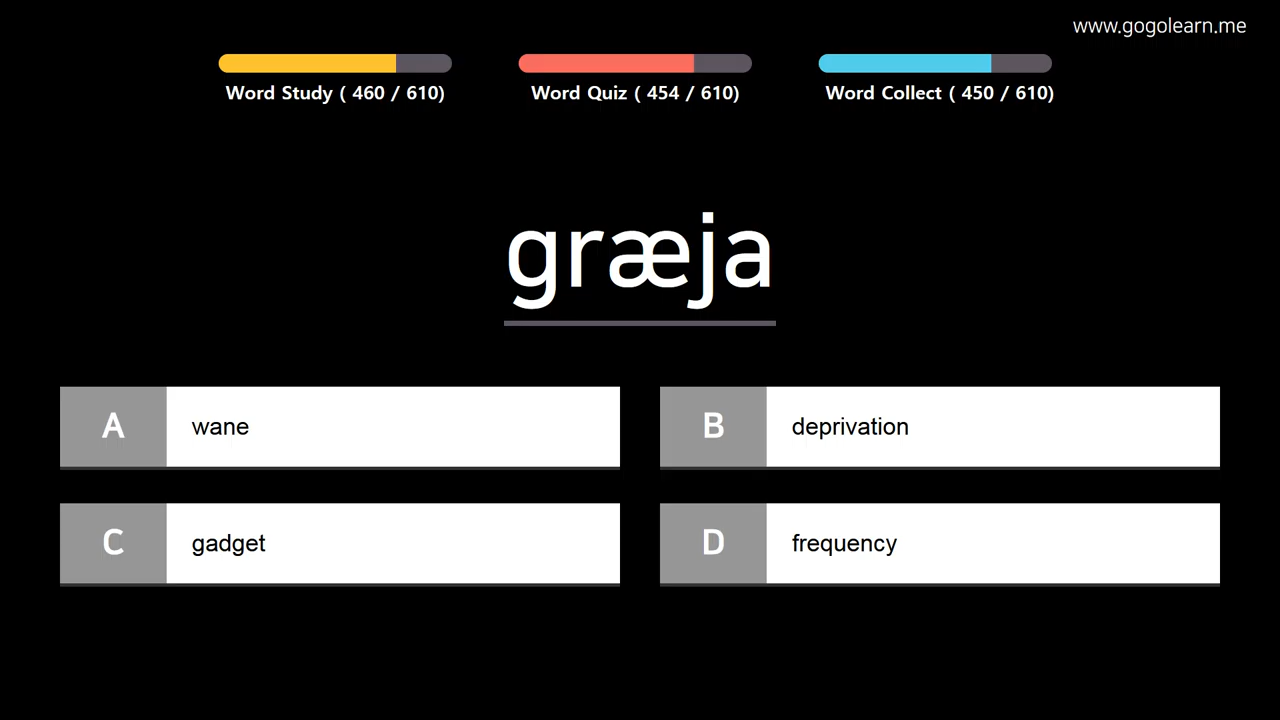 www.gogolearn.me
Word Study ( 460 / 610)
Word Quiz ( 454 / 610)
Word Collect ( 450 / 610)
græja
A wane
B deprivation
C gadget
D frequency